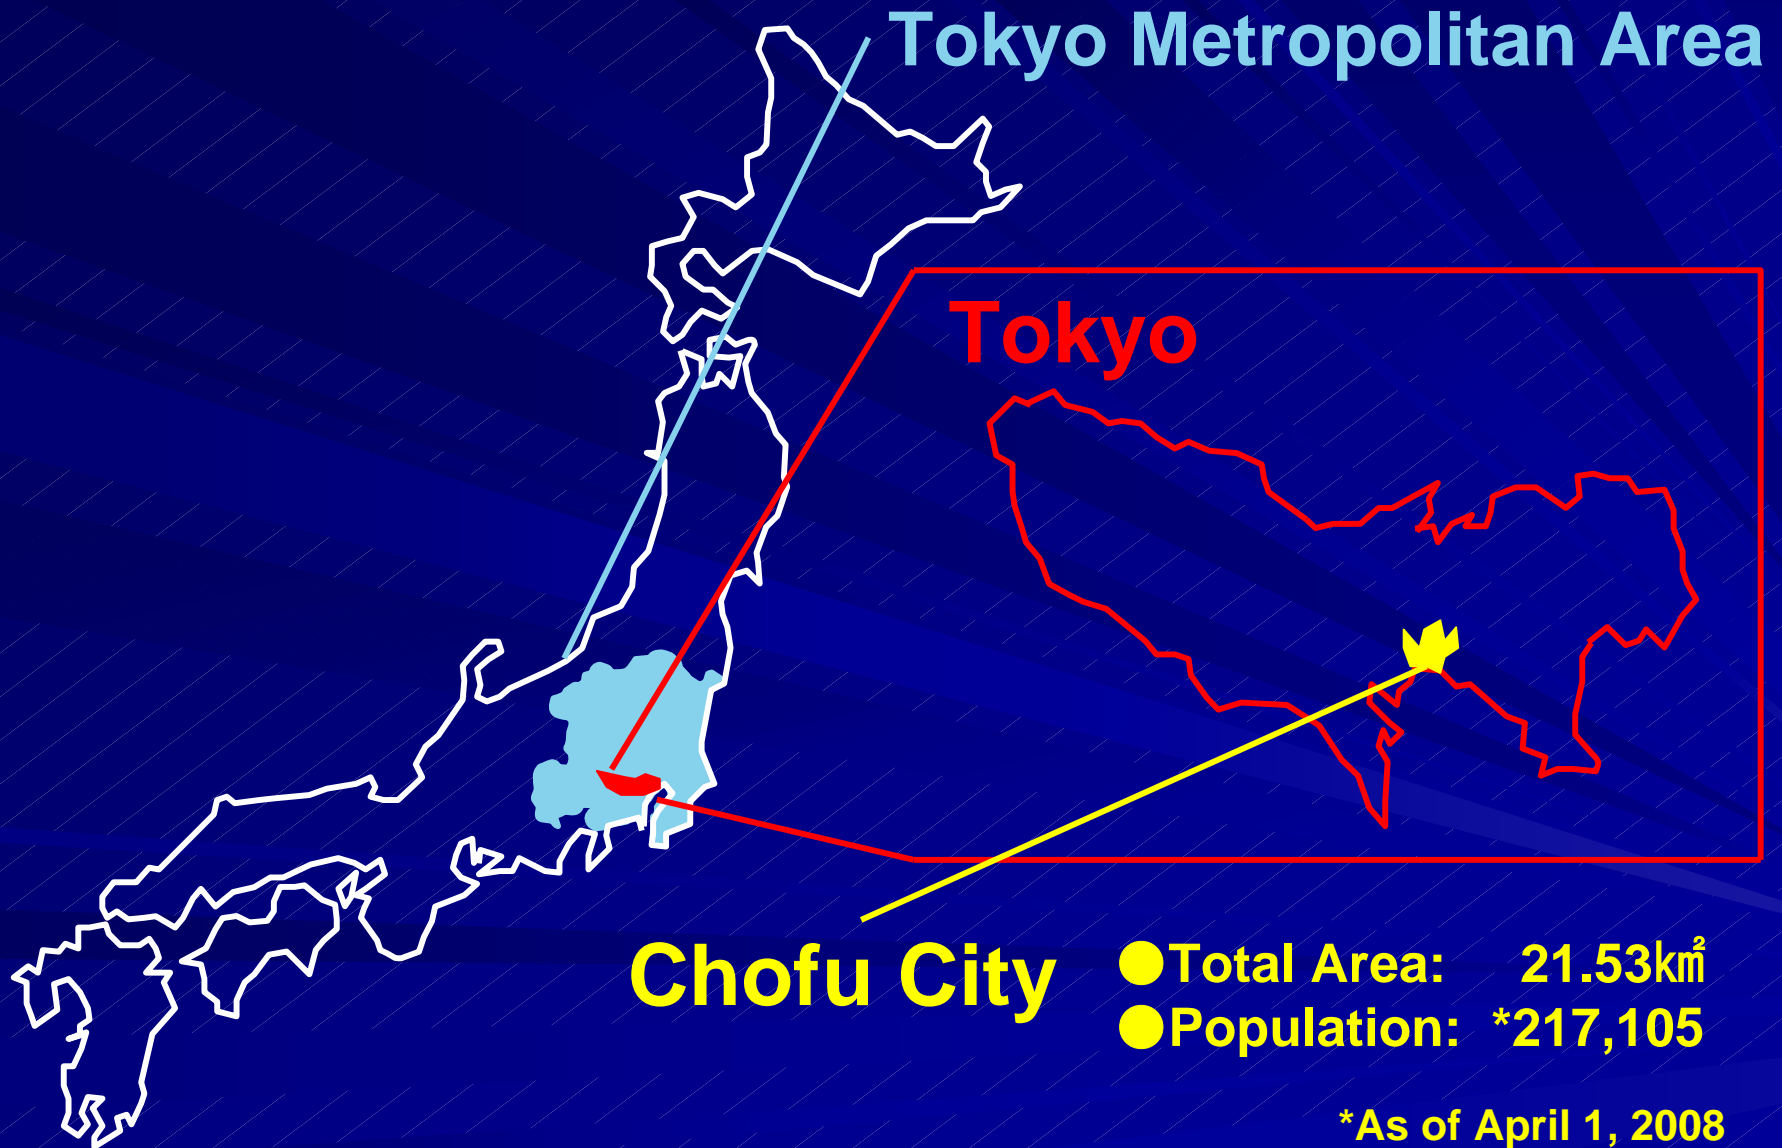 Tokyo Metropolitan Area
Tokyo
Chofu City
●Total Area: 21.53k㎡
●Population: *217,105
*As of April 1, 2008